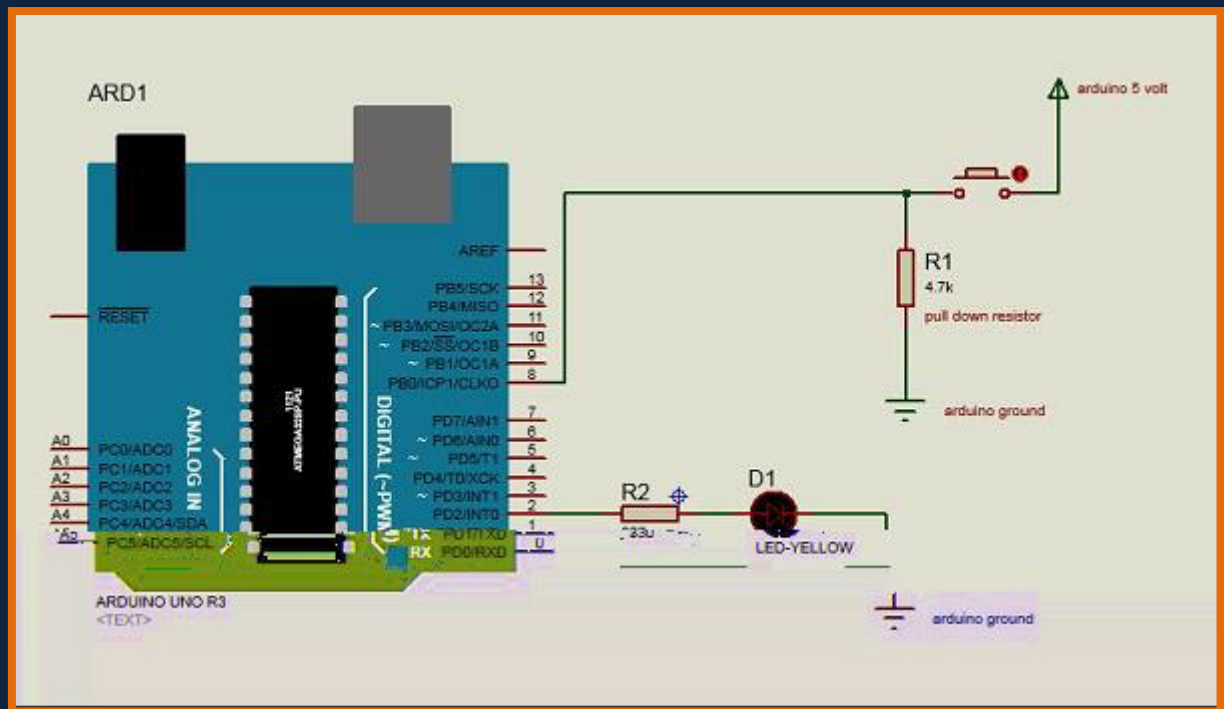 ARD1
arduino 5 volt
AREF
RESET
13
PB5/SCK
12
PB4/MISO
11
~ PB3/MOSI/OC2A
10
~ PB2/SS/OC1B
9
~ PB1/OC1A
8
PB0/ICP1/CLKO
7
PD7/AIN1
6
~ PD6/AIN0
5
~ PD5/T1
4
PD4/T0/XCK
3
~ PD3/INT1
2
PD2/INT0
1
TX PD1/TXD
0
RX PD0/RXD
ANALOG IN
DIGITAL (~PWM)
1121
A0 PC0/ADC0
A1 PC1/ADC1
A2 PC2/ADC2
A3 PC3/ADC3
A4 PC4/ADC4/SDA
PC5/ADC5/SCL
ARDUINO UNO R3
<TEXT>
R1
4.7k
pull down resistor
arduino ground
R2
D1
LED-YELLOW
arduino ground